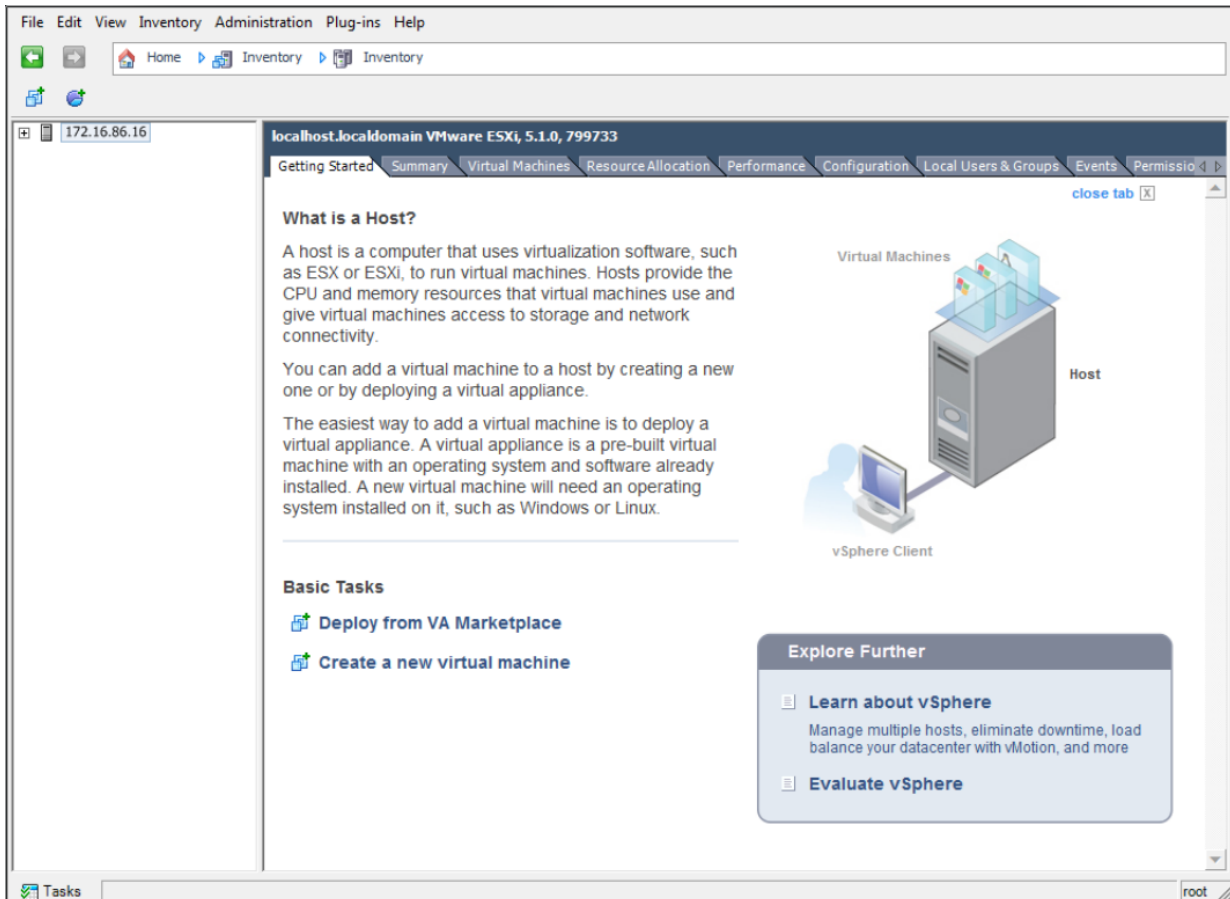 File Edit View Inventory Administration Plug-ins Help
Home Inventory Inventory
172.16.86.16
localhost.localdomain VMware ESXi, 5.1.0, 799733
Getting Started Summary Virtual Machines Resource Allocation Performance Configuration Local Users & Groups Events Permissio
close tab X
What is a Host?
A host is a computer that uses virtualization software, such
as ESX or ESXi, to run virtual machines. Hosts provide the
CPU and memory resources that virtual machines use and
give virtual machines access to storage and network
connectivity.
You can add a virtual machine to a host by creating a new
one or by deploying a virtual appliance.
The easiest way to add a virtual machine is to deploy a
virtual appliance. A virtual appliance is a pre-built virtual
machine with an operating system and software already
installed. A new virtual machine will need an operating
system installed on it, such as Windows or Linux.
Virtual Machines
Host
vSphere Client
Basic Tasks
Deploy from VA Marketplace
Create a new virtual machine
Explore Further
Learn about vSphere
Manage multiple hosts, eliminate downtime, load
balance your datacenter with vMotion, and more
Evaluate vSphere
Tasks
root